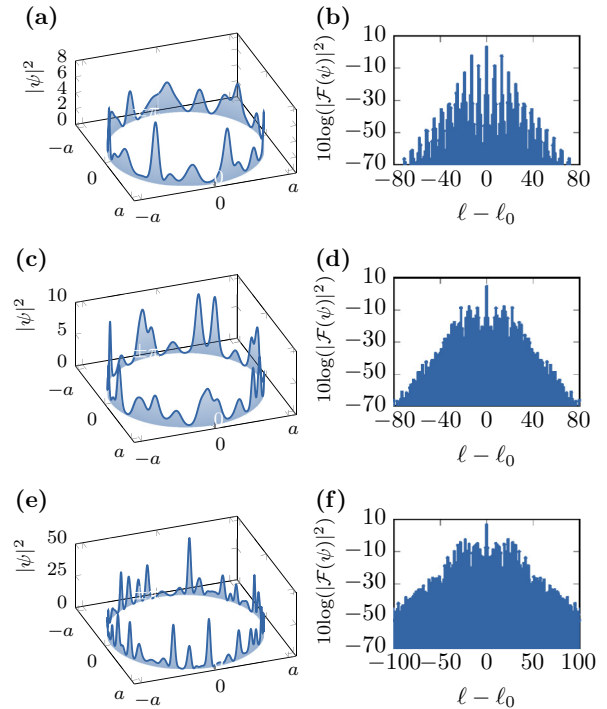 (a)
|ψ|²
8
6
4
2
0
−a
0
a
−a
0
a
0
(b)
10log(|ℱ(ψ)|²)
10
−10
−30
−50
−70
−80
−40
0
40
80
ℓ − ℓ₀
(c)
|ψ|²
10
5
0
−a
0
a
−a
0
a
0
(d)
10log(|ℱ(ψ)|²)
10
−10
−30
−50
−70
−80
−40
0
40
80
ℓ − ℓ₀
(e)
|ψ|²
50
25
0
−a
0
a
−a
0
a
(f)
10log(|ℱ(ψ)|²)
10
−10
−30
−50
−70
−100
−50
0
50
100
ℓ − ℓ₀